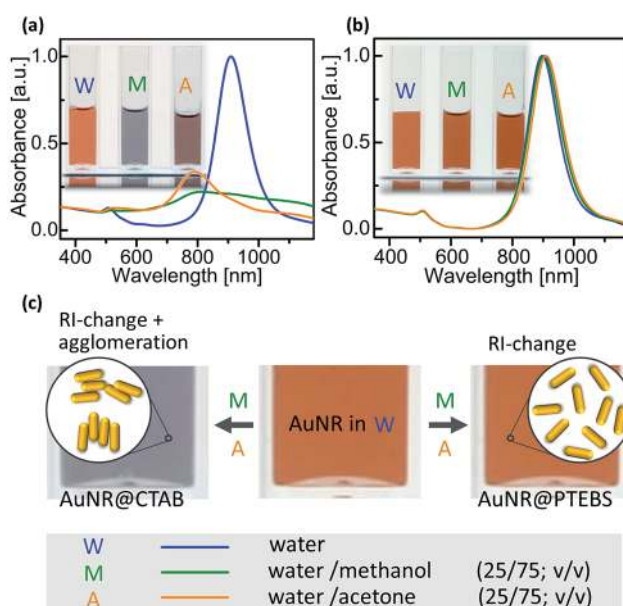 (a)
W M A
1.0
0.5
0.0
Absorbance [a.u.]
400 600 800 1000
Wavelength [nm]
(b)
W M A
1.0
0.5
0.0
Absorbance [a.u.]
400 600 800 1000
Wavelength [nm]
(c)
RI-change +
agglomeration
RI-change
M
A
AuNR in W
M
A
AuNR@CTAB
AuNR@PTEBS
W water
M water /methanol (25/75; v/v)
A water /acetone (25/75; v/v)